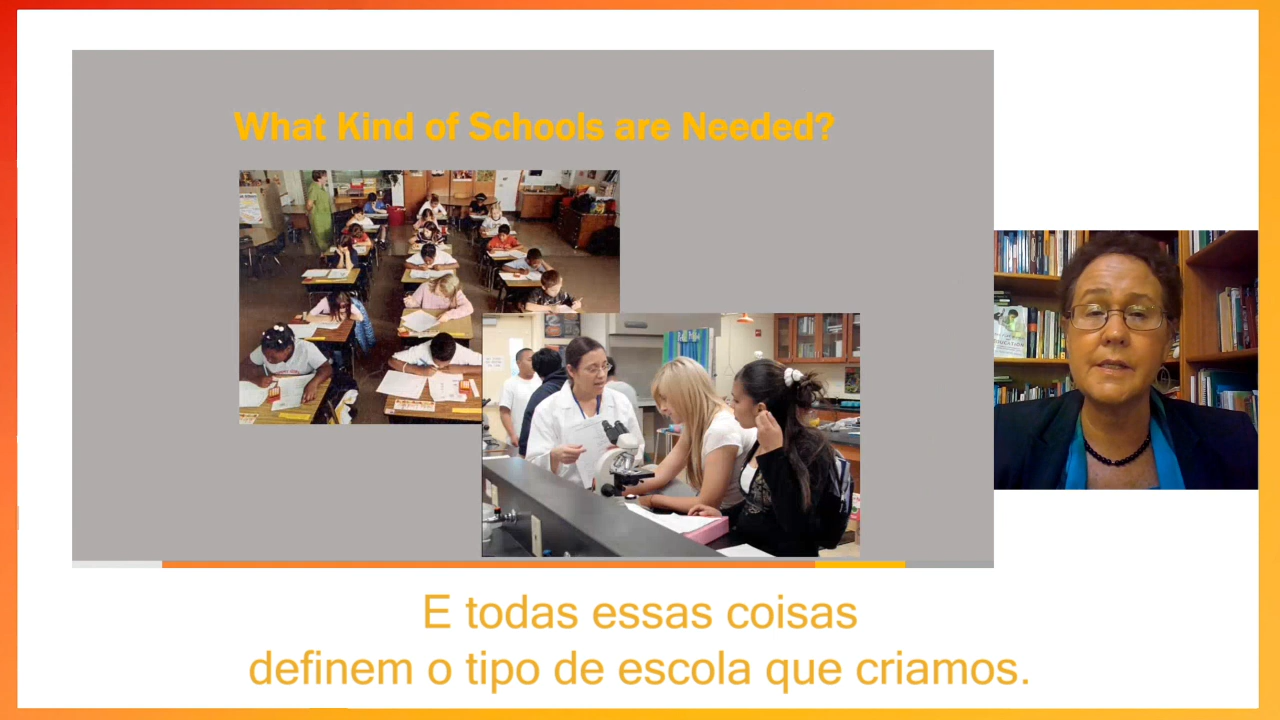 What Kind of Schools are Needed?
E todas essas coisas
definem o tipo de escola que criamos.